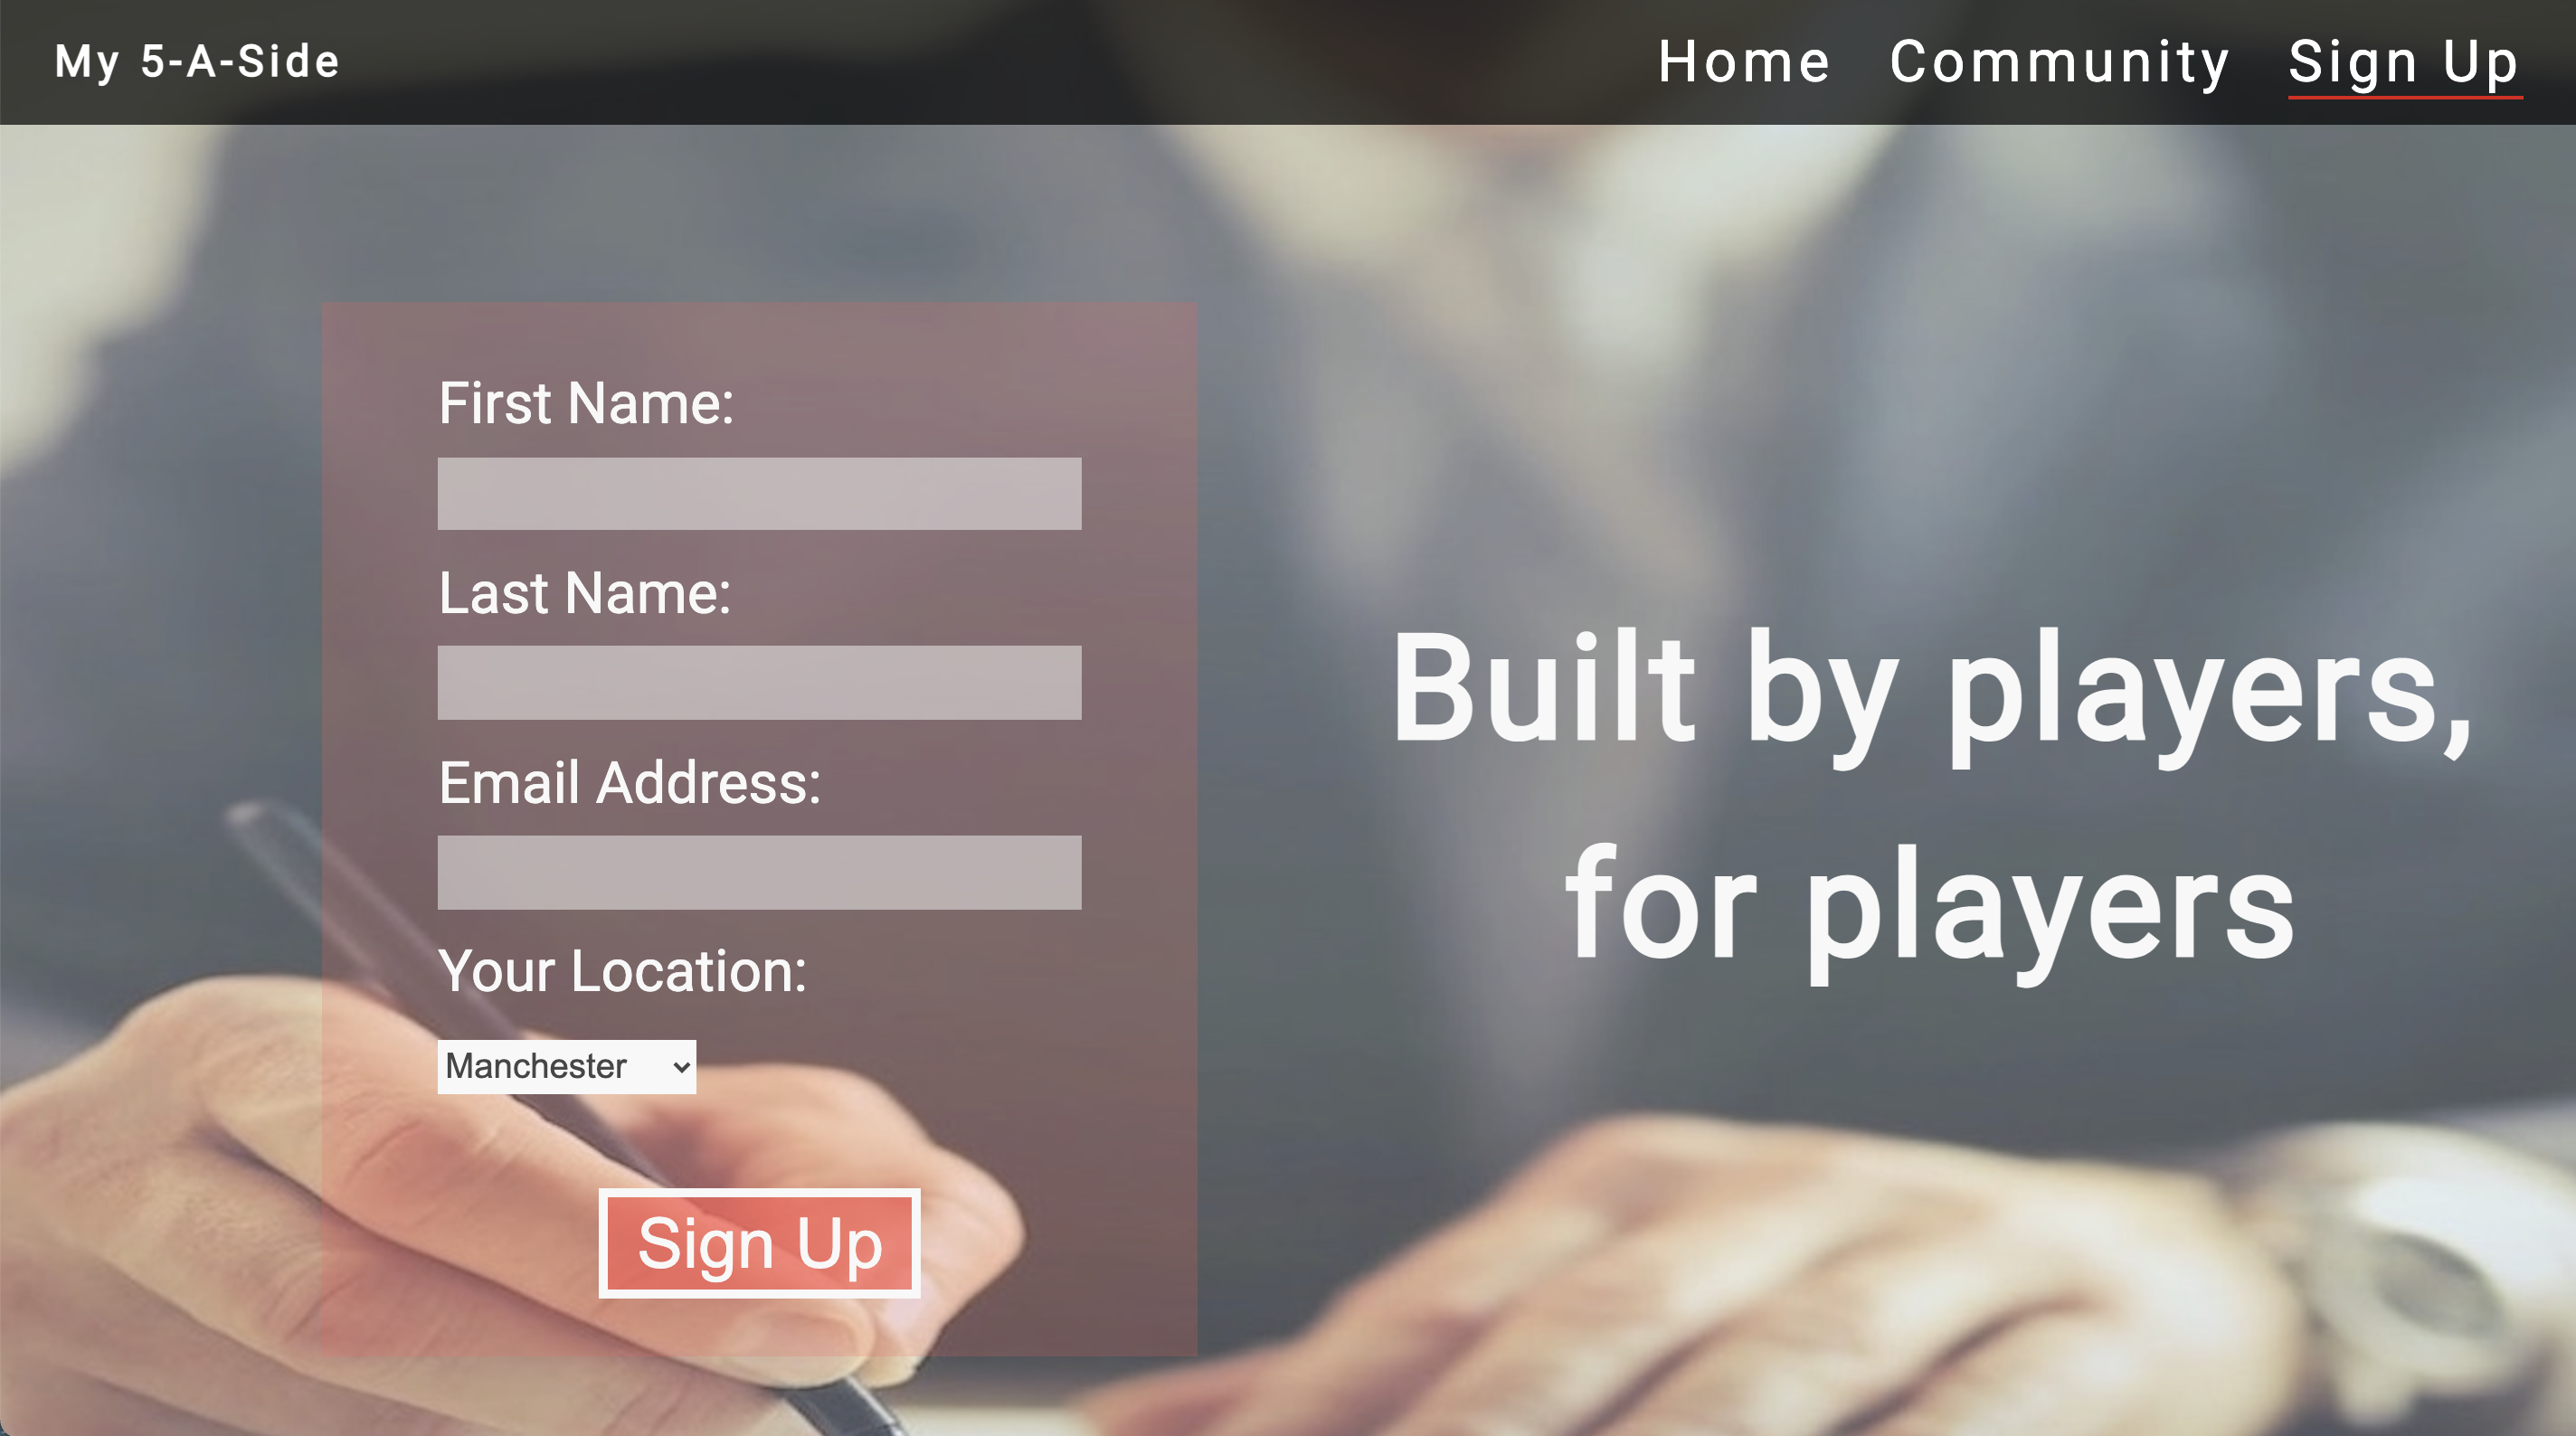 My 5-A-Side
Home Community Sign Up
First Name:
Last Name:
Email Address:
Your Location:
Manchester
Sign Up
Built by players,
for players